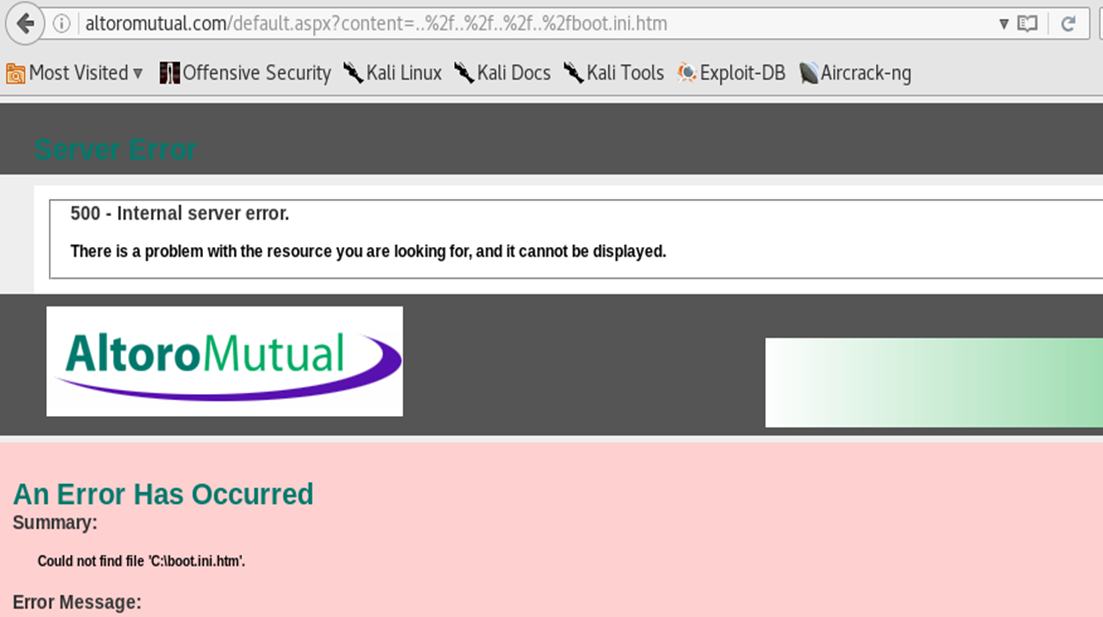 altoromutual.com/default.aspx?content=..%2f..%2f..%2f..%2fboot.ini.htm
Most Visited Offensive Security Kali Linux Kali Docs Kali Tools Exploit-DB Aircrack-ng
Server Error
500 - Internal server error.
There is a problem with the resource you are looking for, and it cannot be displayed.
AltoroMutual
An Error Has Occurred
Summary:
Could not find file 'C:\boot.ini.htm'.
Error Message: